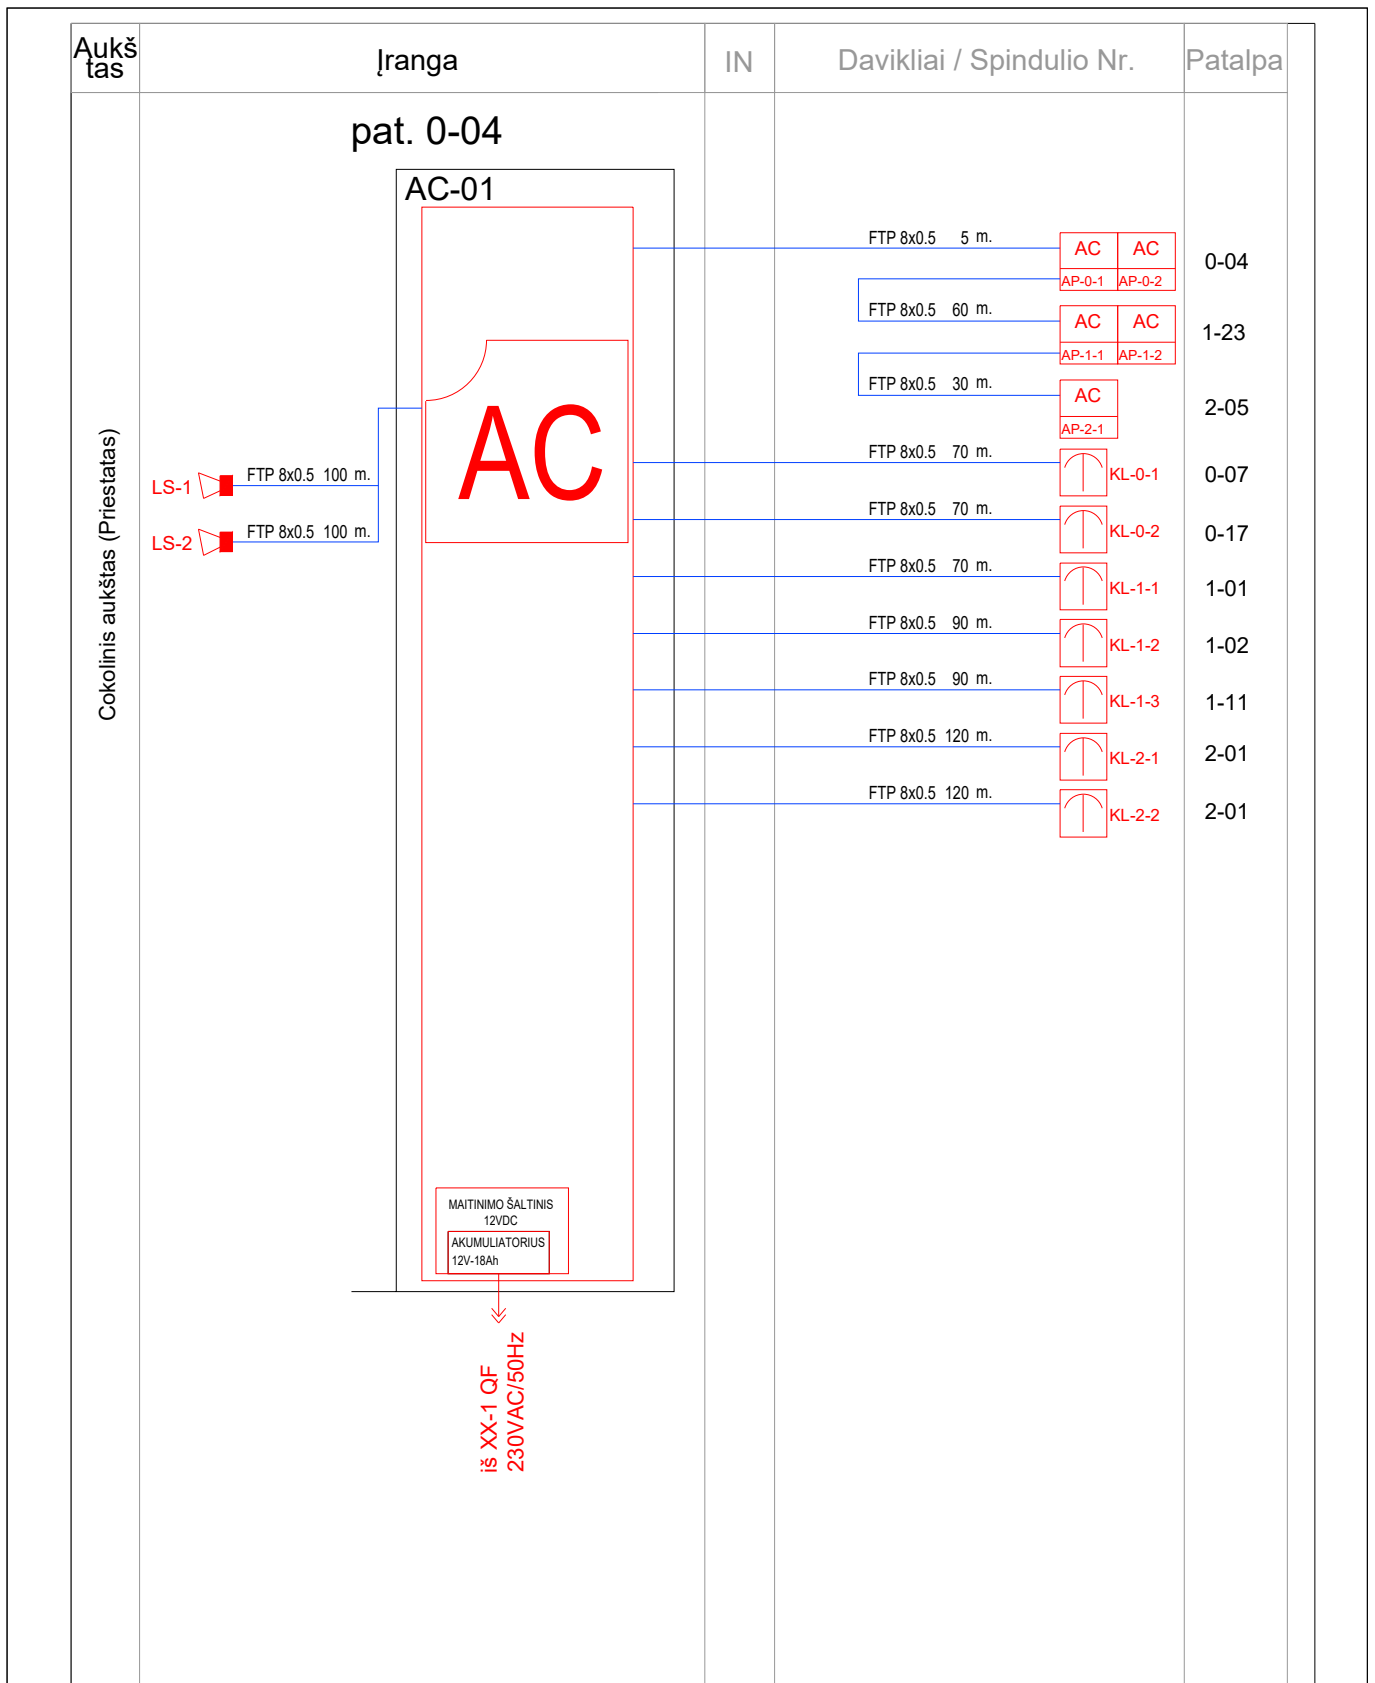 Aukš
tas
Įranga
IN
Davikliai / Spindulio Nr.
Patalpa
pat. 0-04
AC-01
AC
FTP 8x0.5 5 m.
AC AC
AP-0-1 AP-0-2
0-04
FTP 8x0.5 60 m.
AC AC
AP-1-1 AP-1-2
1-23
FTP 8x0.5 30 m.
AC
AP-2-1
2-05
FTP 8x0.5 70 m.
KL-0-1
0-07
FTP 8x0.5 70 m.
KL-0-2
0-17
FTP 8x0.5 70 m.
KL-1-1
1-01
FTP 8x0.5 90 m.
KL-1-2
1-02
FTP 8x0.5 90 m.
KL-1-3
1-11
FTP 8x0.5 120 m.
KL-2-1
2-01
FTP 8x0.5 120 m.
KL-2-2
2-01
Cokolinis aukštas (Priestatas)
LS-1
FTP 8x0.5 100 m.
LS-2
FTP 8x0.5 100 m.
MAITINIMO ŠALTINIS
12VDC
AKUMULIATORIUS
12V-18Ah
iš XX-1 QF
230VAC/50Hz